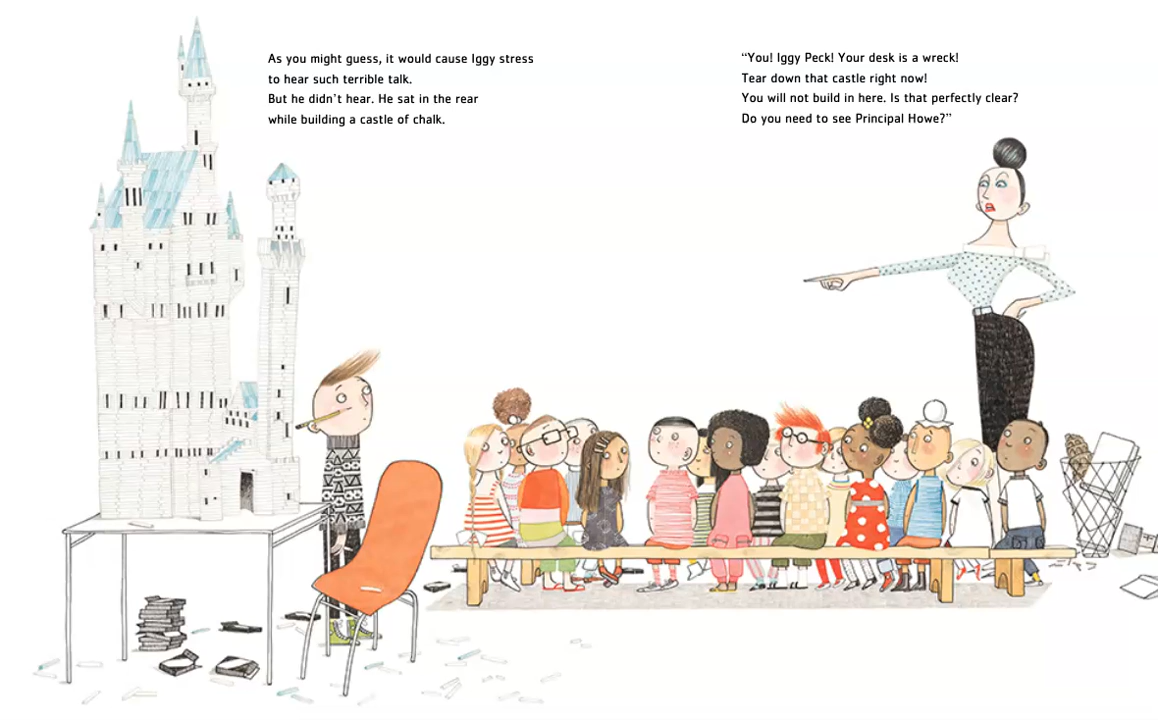 As you might guess, it would cause Iggy stress
to hear such terrible talk.
But he didn't hear. He sat in the rear
while building a castle of chalk.
“You! Iggy Peck! Your desk is a wreck!
Tear down that castle right now!
You will not build in here. Is that perfectly clear?
Do you need to see Principal Howe?”